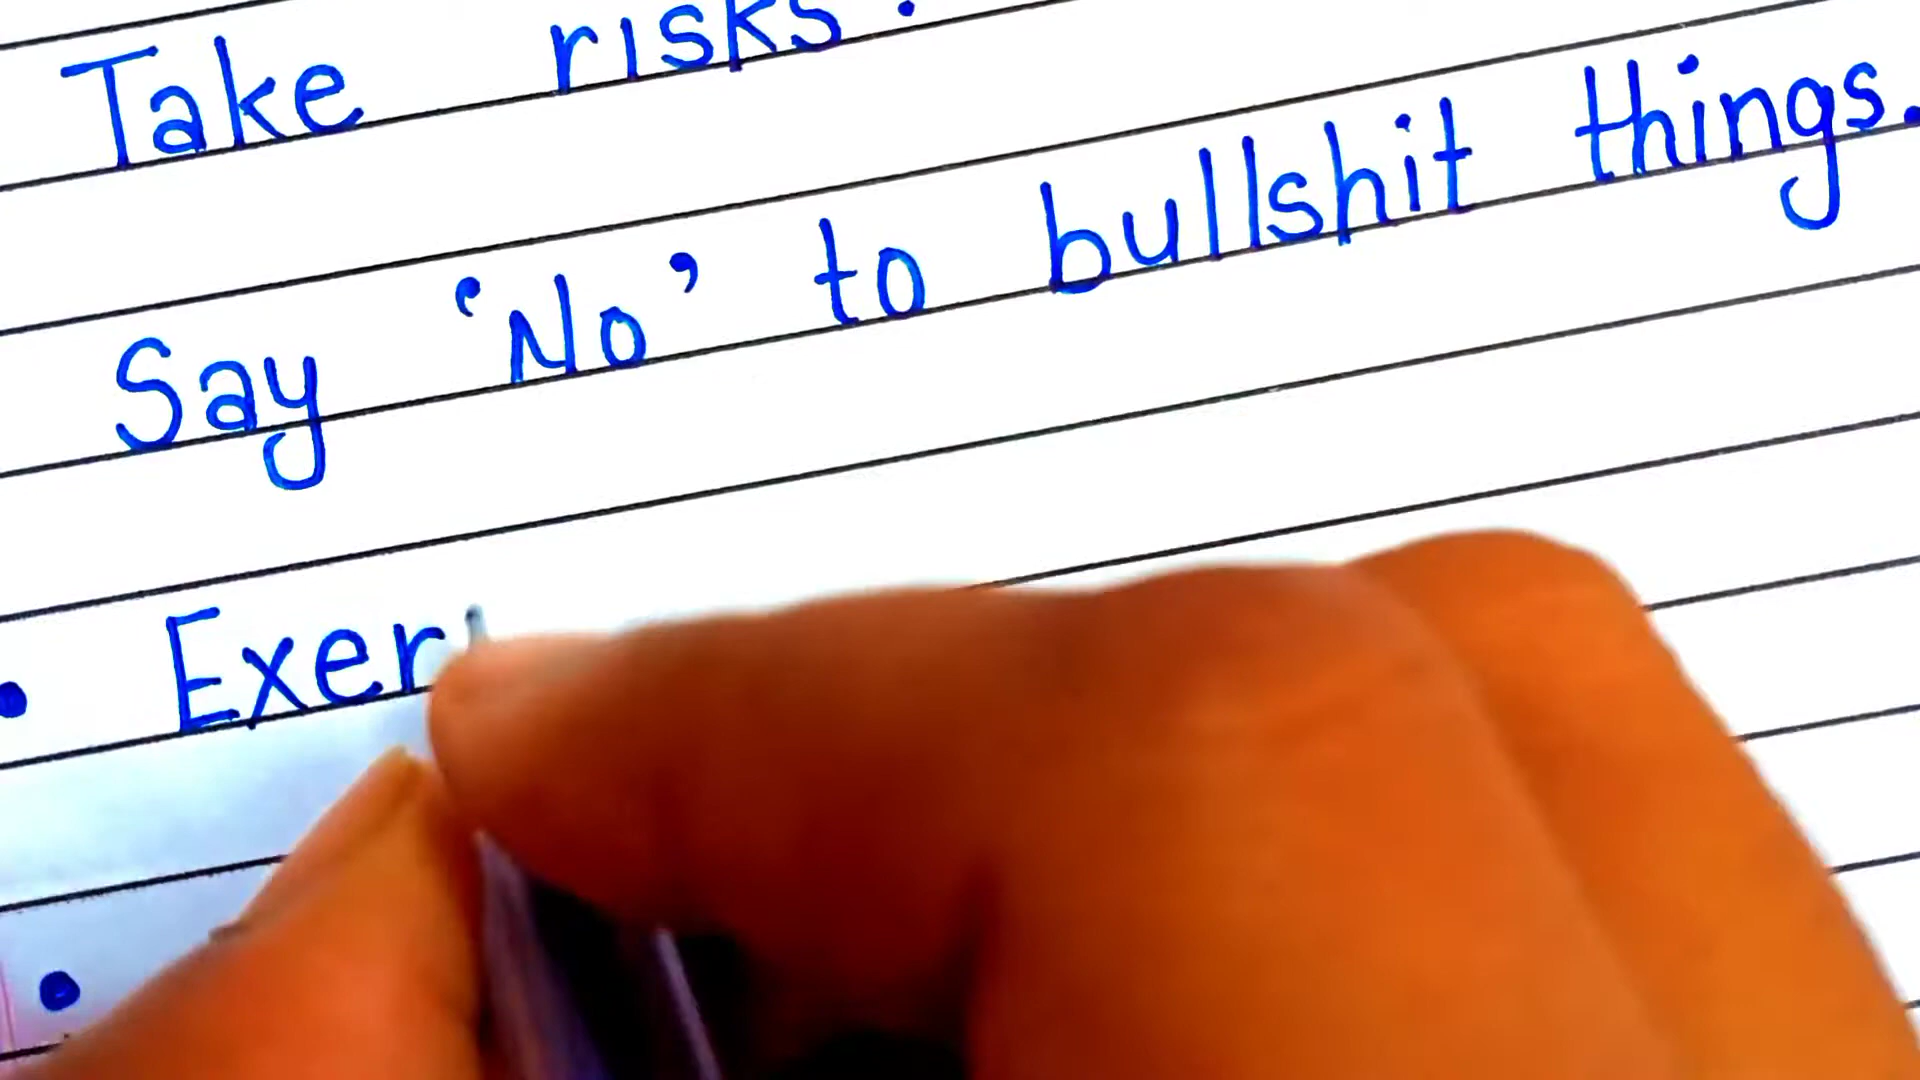 Take risks.
Say ‘No’ to bullshit things.
• Exer
•